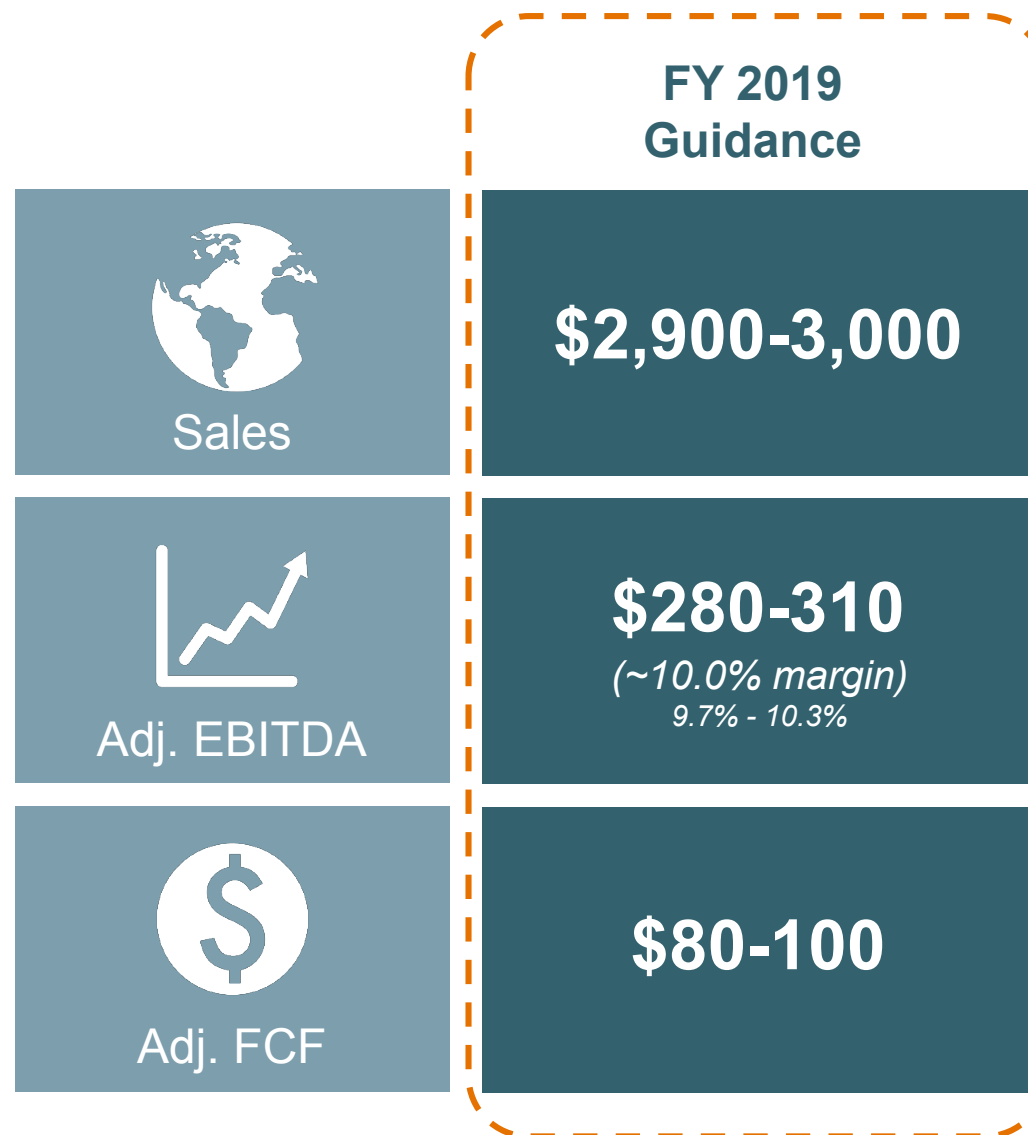 FY 2019
Guidance
Sales
$2,900-3,000
Adj. EBITDA
$280-310
(~10.0% margin)
9.7% - 10.3%
Adj. FCF
$80-100